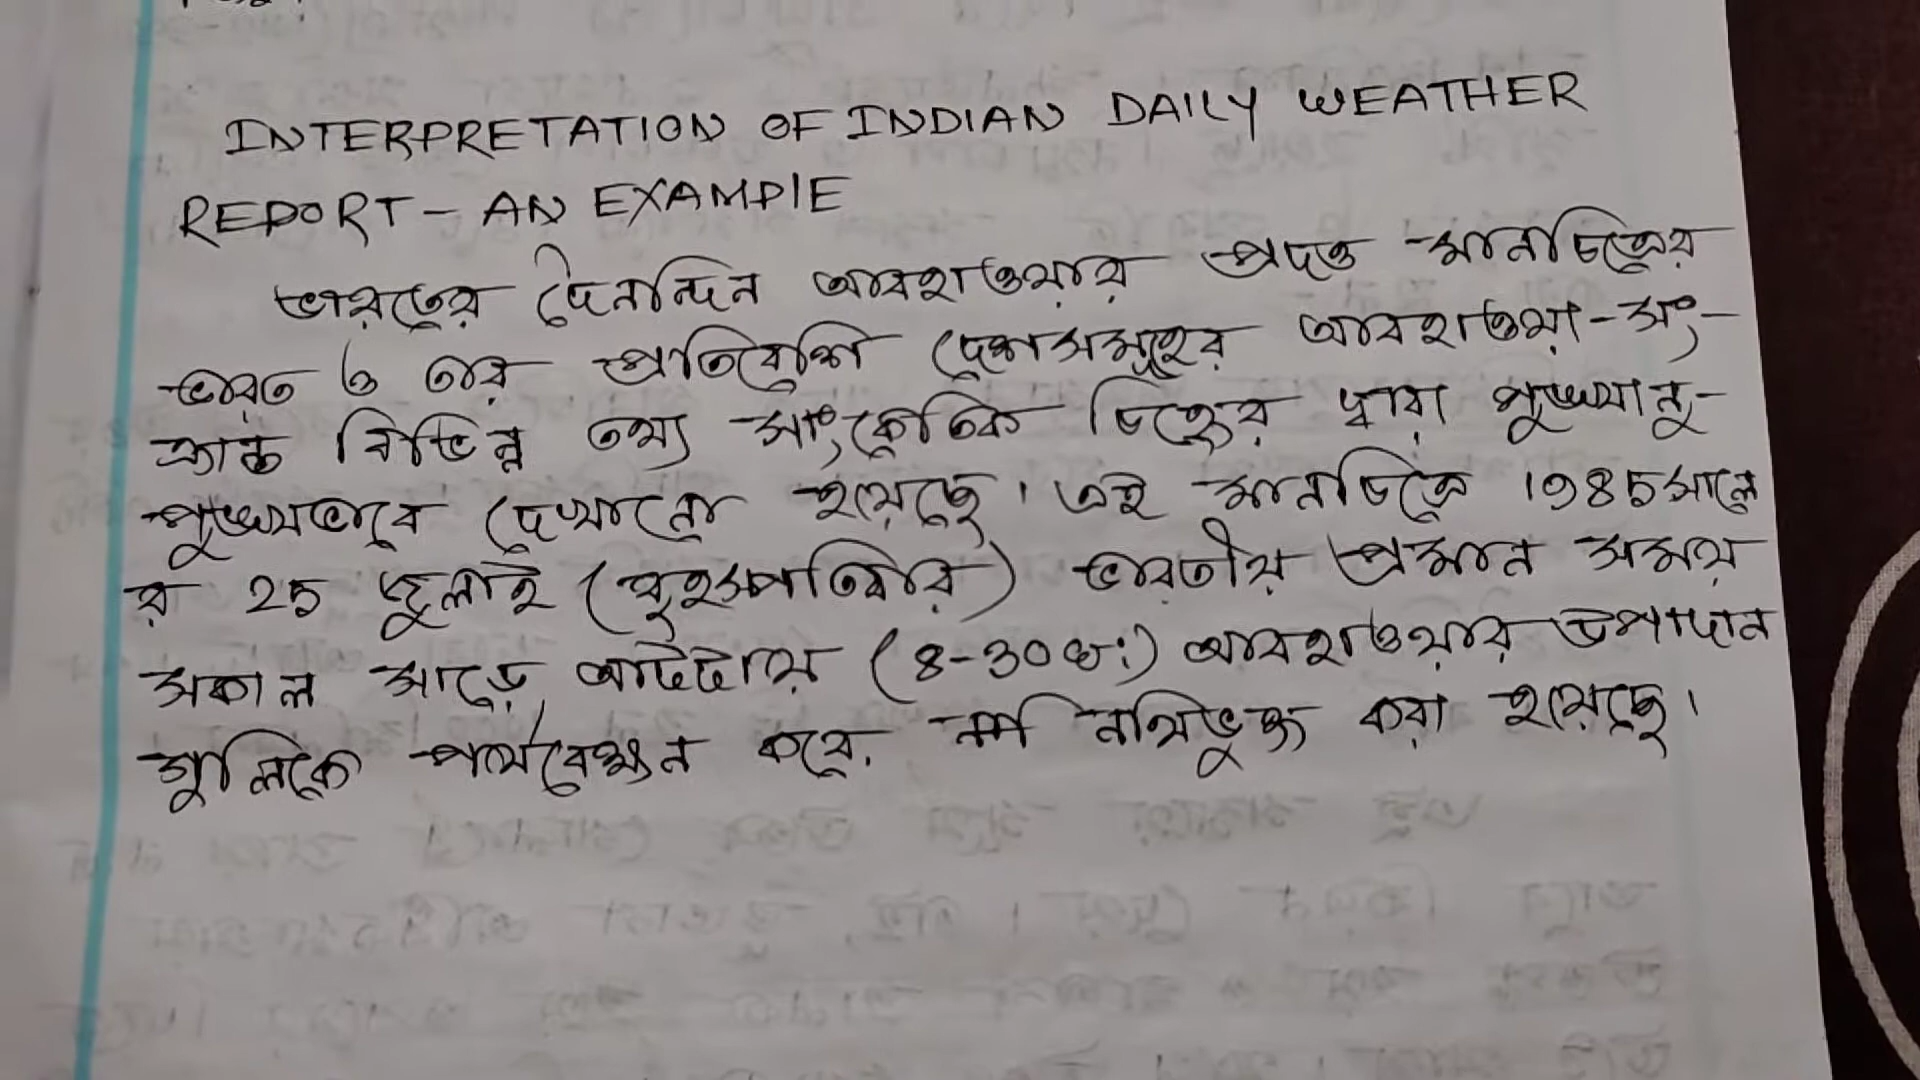 INTERPRETATION OF INDIAN DAILY WEATHER
REPORT - AN EXAMPLE
ভারতের দৈনন্দিন আবহাওয়ার প্রদত্ত মানচিত্রের
ভারত ও তার প্রতিবেশি দেশসমূহের আবহাওয়া-সং-
ক্রান্ত বিভিন্ন তথ্য সাংকেতিক চিহ্নের দ্বারা পুঙ্খানু-
পুঙ্খভাবে দেখানো হয়েছে। এই মানচিত্রে 1985 সালে
র 25 জুলাই (বৃহস্পতিবার) ভারতীয় প্রমান সময়
সকাল সাড়ে আটটায় (8-30 ঘ:) আবহাওয়ার উপাদান
গুলিকে পর্যবেক্ষন করে নথিভুক্ত করা হয়েছে।